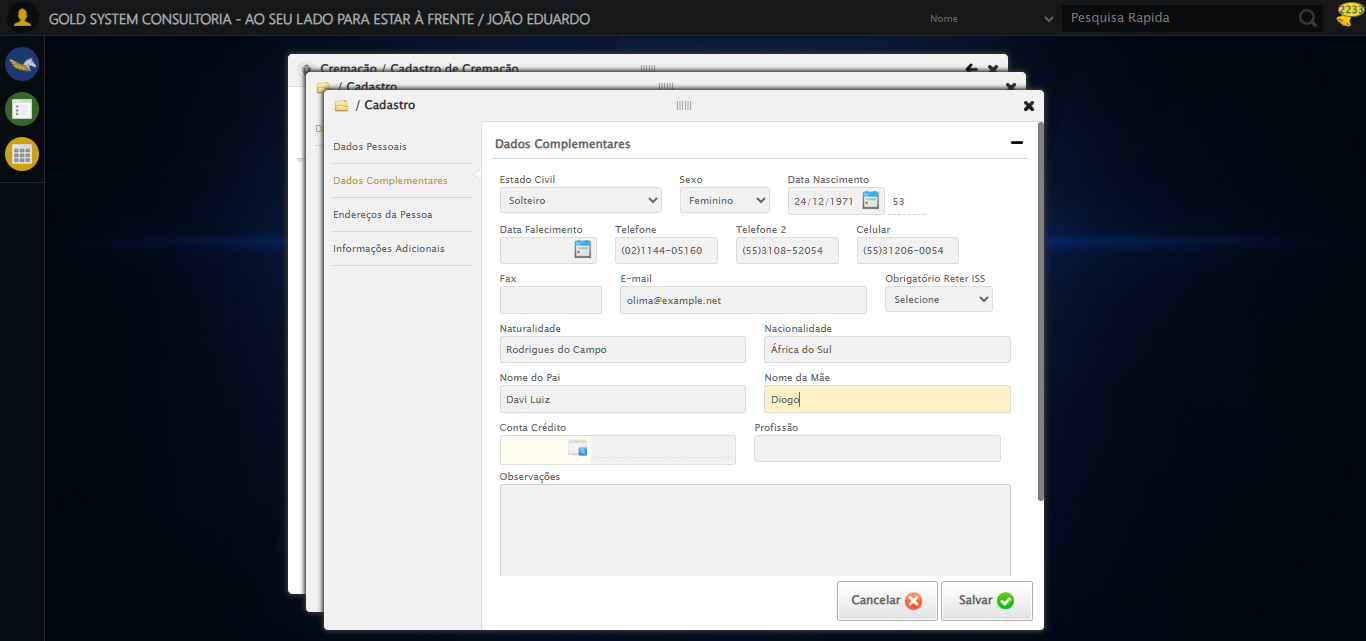 GOLD SYSTEM CONSULTORIA - AO SEU LADO PARA ESTAR À FRENTE / JOÃO EDUARDO
Nome
Pesquisa Rapida
2233
Cremação / Cadastro de Cremação
/ Cadastro
D
/ Cadastro
Dados Pessoais
Dados Complementares
Endereços da Pessoa
Informações Adicionais
Dados Complementares
Estado Civil Sexo Data Nascimento
Solteiro Feminino 24/12/1971 53
Data Falecimento Telefone Telefone 2 Celular
(02)1144-05160 (55)3108-52054 (55)31206-0054
Fax E-mail Obrigatório Reter ISS
olima@example.net Selecione
Naturalidade Nacionalidade
Rodrigues do Campo África do Sul
Nome do Pai Nome da Mãe
Davi Luiz Diogo
Conta Crédito Profissão
Observações
Cancelar Salvar